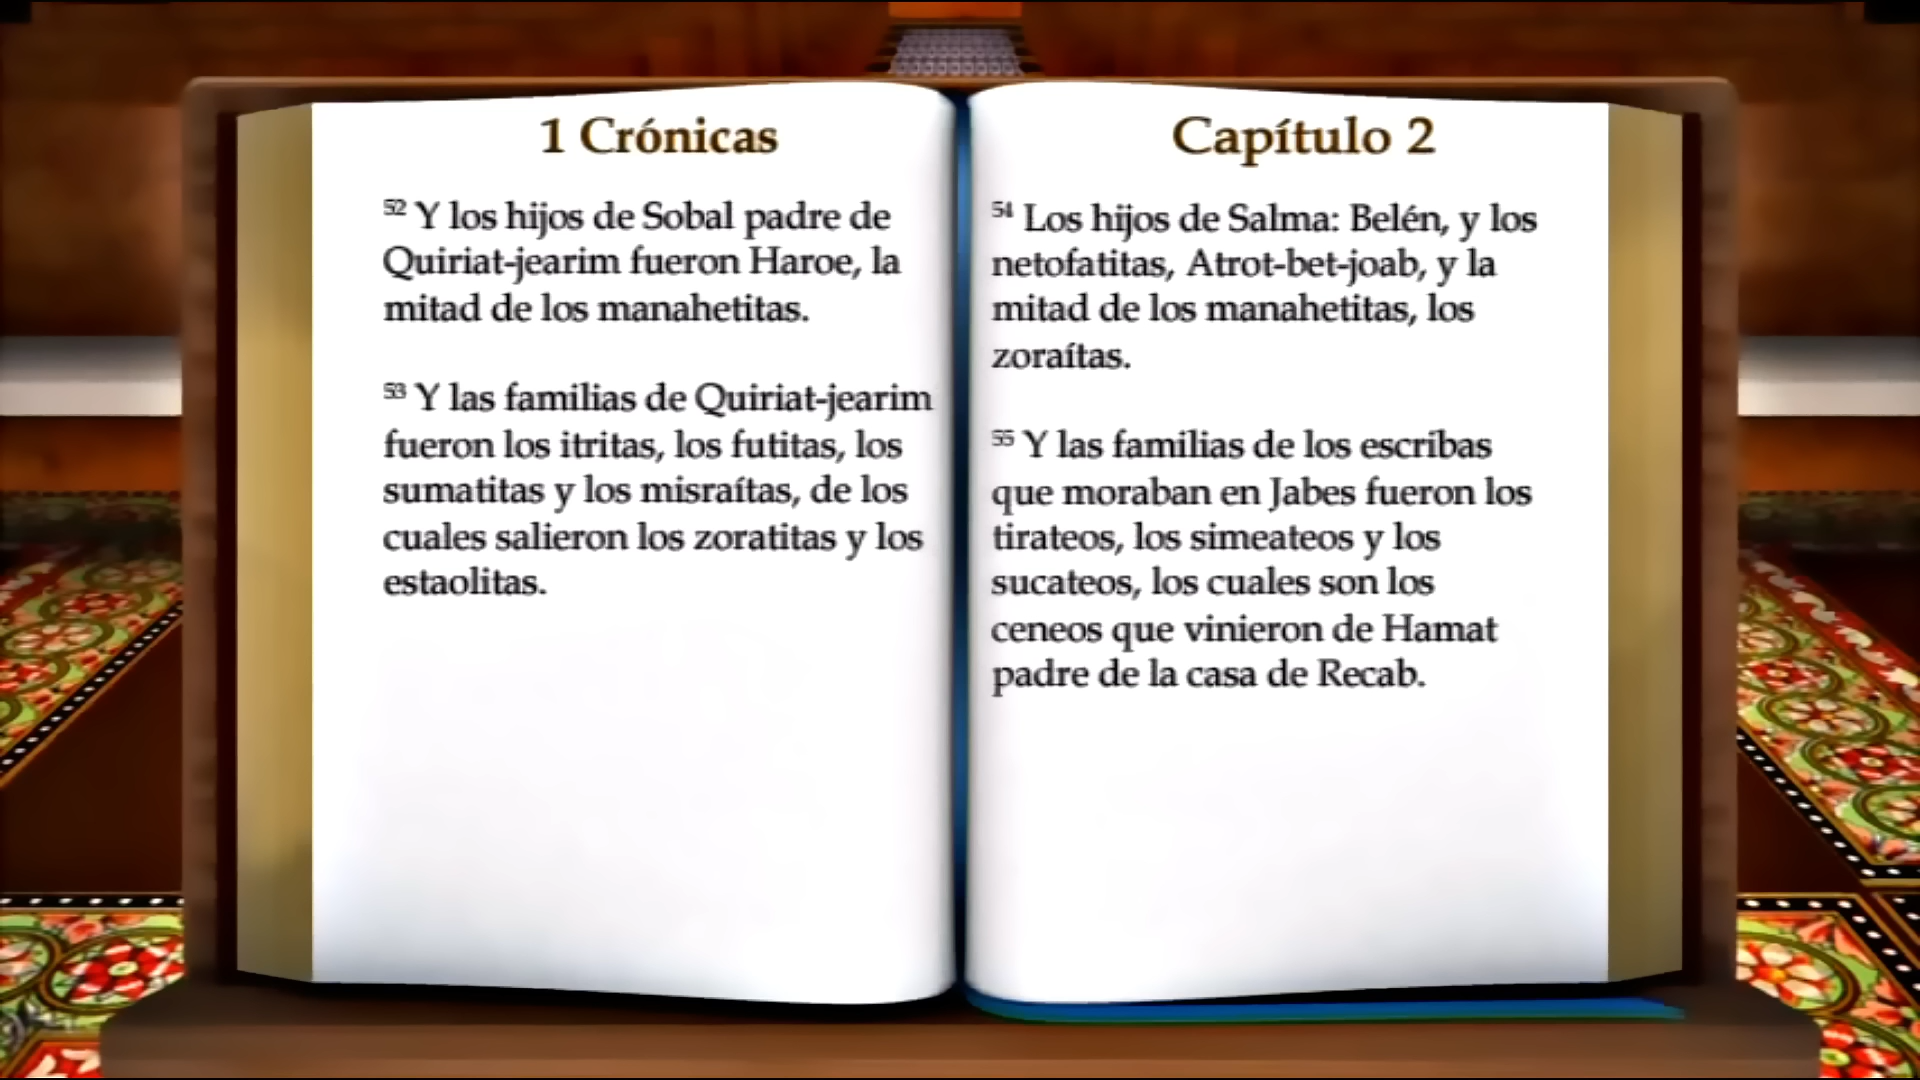 1 Crónicas
52 Y los hijos de Sobal padre de
Quiriat-jearim fueron Haroe, la
mitad de los manahetitas.
53 Y las familias de Quiriat-jearim
fueron los itritas, los futitas, los
sumatitas y los misraítas, de los
cuales salieron los zoratitas y los
estaolitas.
Capítulo 2
54 Los hijos de Salma: Belén, y los
netofatitas, Atrot-bet-joab, y la
mitad de los manahetitas, los
zoraítas.
55 Y las familias de los escribas
que moraban en Jabes fueron los
tirateos, los simeateos y los
sucateos, los cuales son los
ceneos que vinieron de Hamat
padre de la casa de Recab.